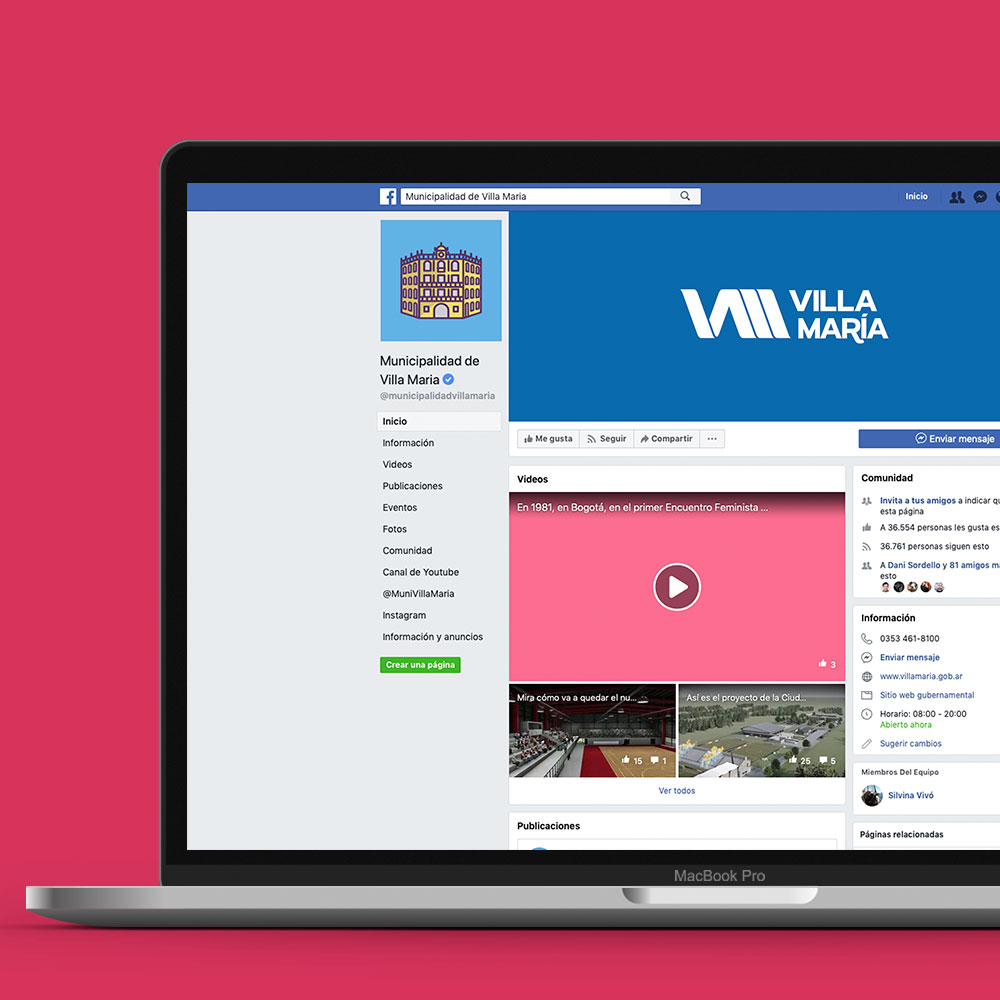 Municipalidad de Villa Maria
Inicio
VILLA
MARÍA
Municipalidad de
Villa Maria
@municipalidadvillamaria
Inicio
Información
Videos
Publicaciones
Eventos
Fotos
Comunidad
Canal de Youtube
@MuniVillaMaria
Instagram
Información y anuncios
Crear una página
Me gusta
Seguir
Compartir
Enviar mensaje
Videos
En 1981, en Bogotá, en el primer Encuentro Feminista ...
3
Mira cómo va a quedar el nu...
15
1
Así es el proyecto de la Ciud...
25
5
Ver todos
Publicaciones
Comunidad
Invita a tus amigos a indicar
esta página
A 36.554 personas les gusta
36.761 personas siguen esto
A Dani Sordello y 81 amigos
esto
Información
0353 461-8100
Enviar mensaje
www.villamaria.gob.ar
Sitio web gubernamental
Horario: 08:00 - 20:00
Abierto ahora
Sugerir cambios
Miembros Del Equipo
Silvina Vivó
Páginas relacionadas
MacBook Pro